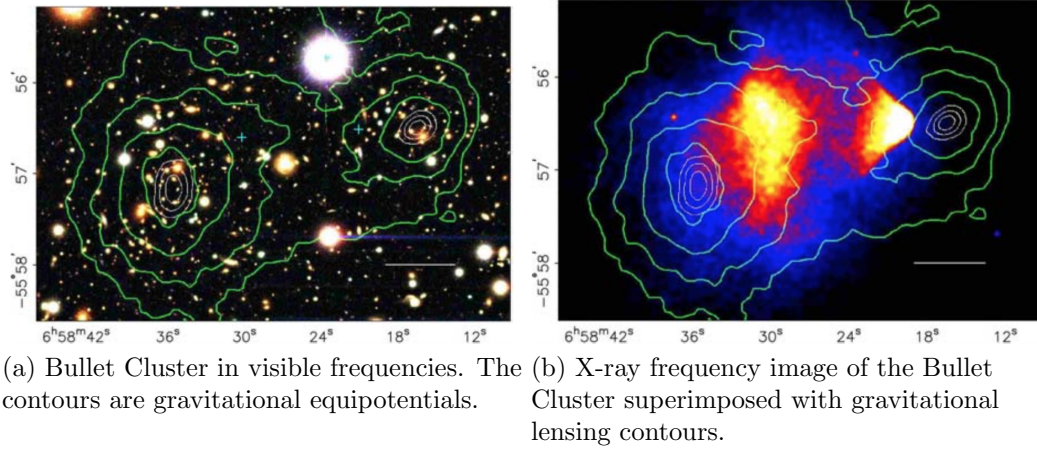 56'
57'
−55°58'
6ʰ58ᵐ42ˢ
36ˢ
30ˢ
24ˢ
18ˢ
12ˢ
56'
57'
−55°58'
6ʰ58ᵐ42ˢ
36ˢ
30ˢ
24ˢ
18ˢ
12ˢ
(a) Bullet Cluster in visible frequencies. The
contours are gravitational equipotentials.
(b) X-ray frequency image of the Bullet
Cluster superimposed with gravitational
lensing contours.